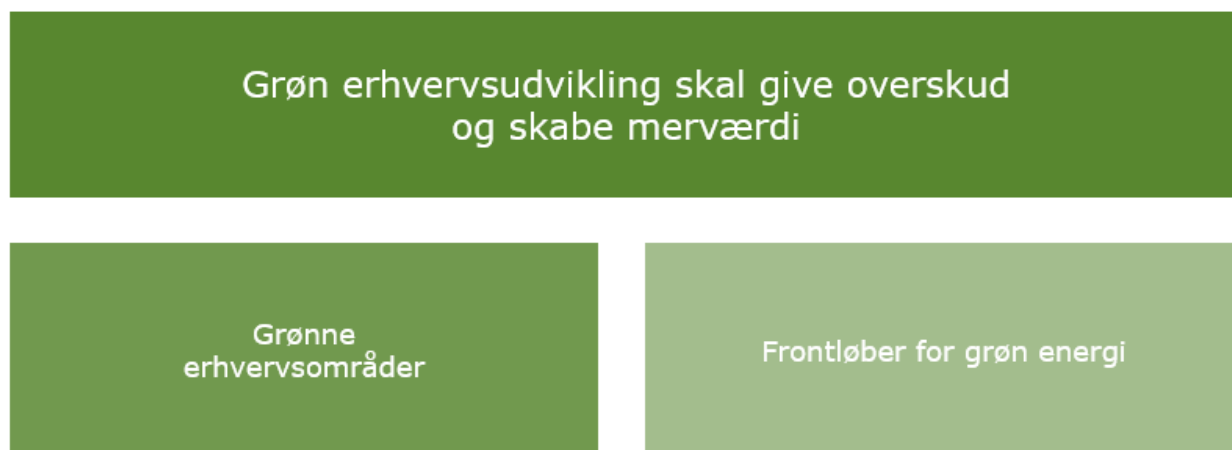 Grøn erhvervsudvikling skal give overskud
og skabe merværdi
Grønne
erhvervsområder
Frontløber for grøn energi